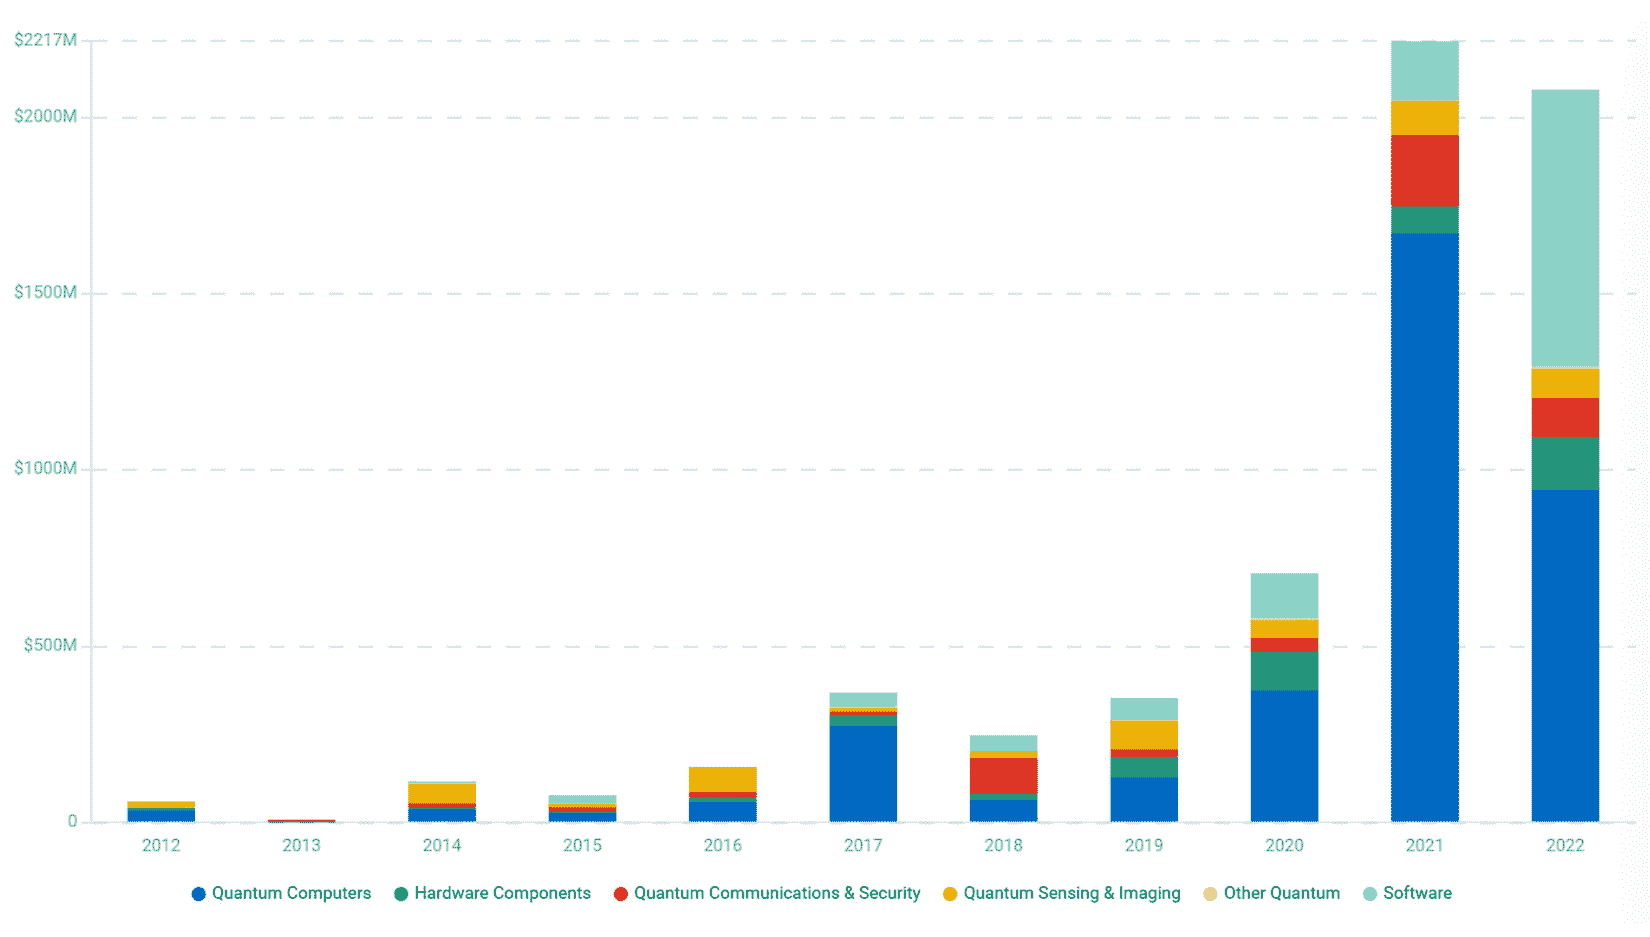 $2217M
$2000M
$1500M
$1000M
$500M
0
2012 2013 2014 2015 2016 2017 2018 2019 2020 2021 2022
Quantum Computers Hardware Components Quantum Communications & Security Quantum Sensing & Imaging Other Quantum Software